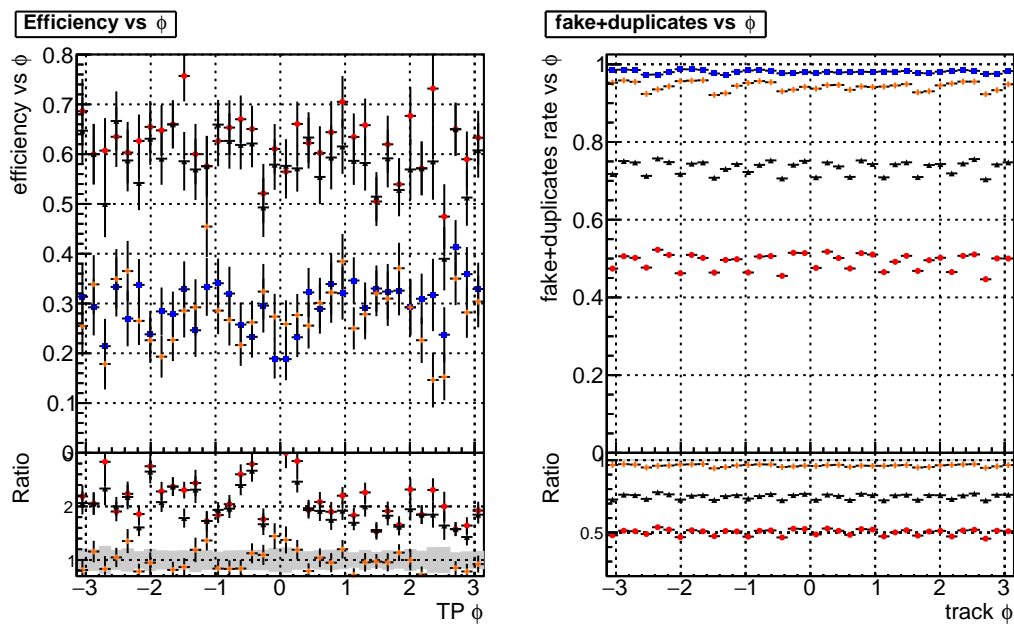 Efficiency vs ϕ
efficiency vs ϕ
0.8
0.7
0.6
0.5
0.4
0.3
0.2
0.1
Ratio
3
2
1
−3 −2 −1 0 1 2 3
TP ϕ
fake+duplicates vs ϕ
fake+duplicates rate vs ϕ
1
0.8
0.6
0.4
0.2
0
Ratio
0.5
−3 −2 −1 0 1 2 3
track ϕ